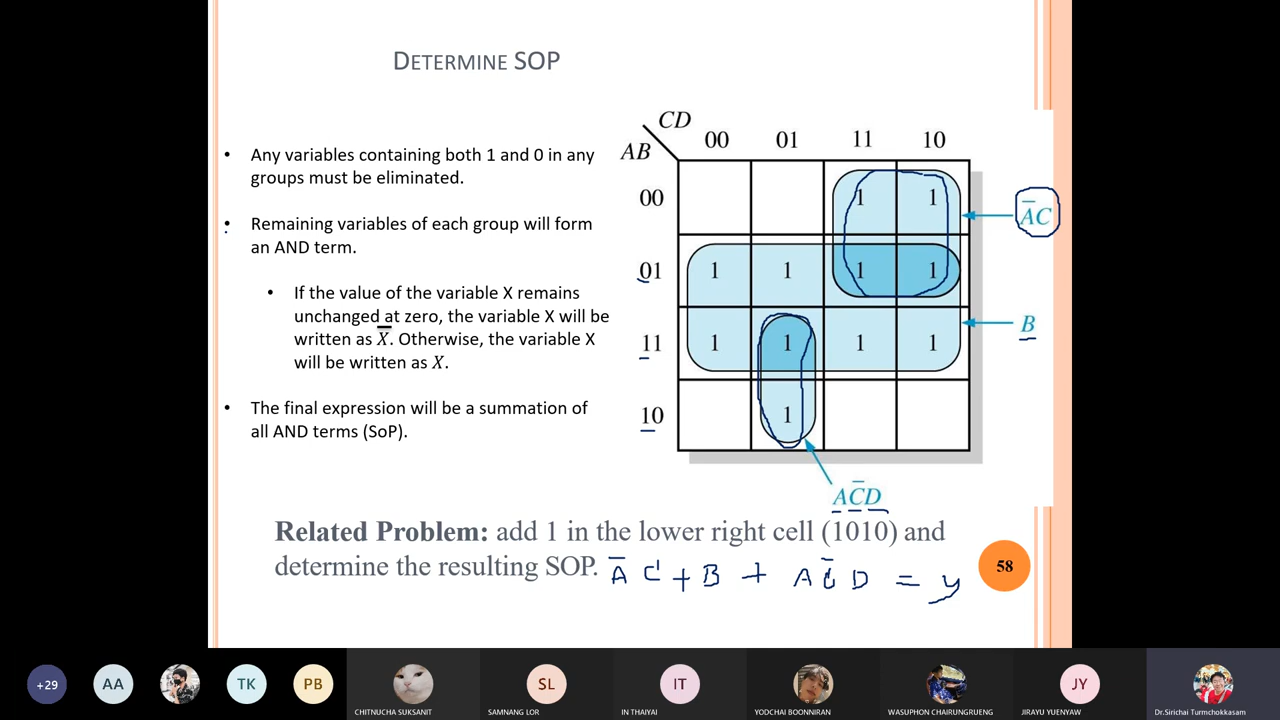 DETERMINE SOP
• Any variables containing both 1 and 0 in any
groups must be eliminated.
• Remaining variables of each group will form
an AND term.
• If the value of the variable X remains
unchanged at zero, the variable X will be
written as X̅. Otherwise, the variable X
will be written as X.
• The final expression will be a summation of
all AND terms (SoP).
CD
AB
00 01 11 10
00 1 1
01 1 1 1 1
11 1 1 1 1
10 1
A̅C
B
AC̅D
Related Problem: add 1 in the lower right cell (1010) and
determine the resulting SOP. A̅ C + B + A C̅ D = y
58
+29 AA TK PB SL IT JY
CHITNUCHA SUKSANIT SAMNANG LOR IN THAIYAI YODCHAI BOONNIRAN WASUPHON CHAIRUNGRUENG JIRAYU YUENYAW Dr.Sirichai Turmchokkasam